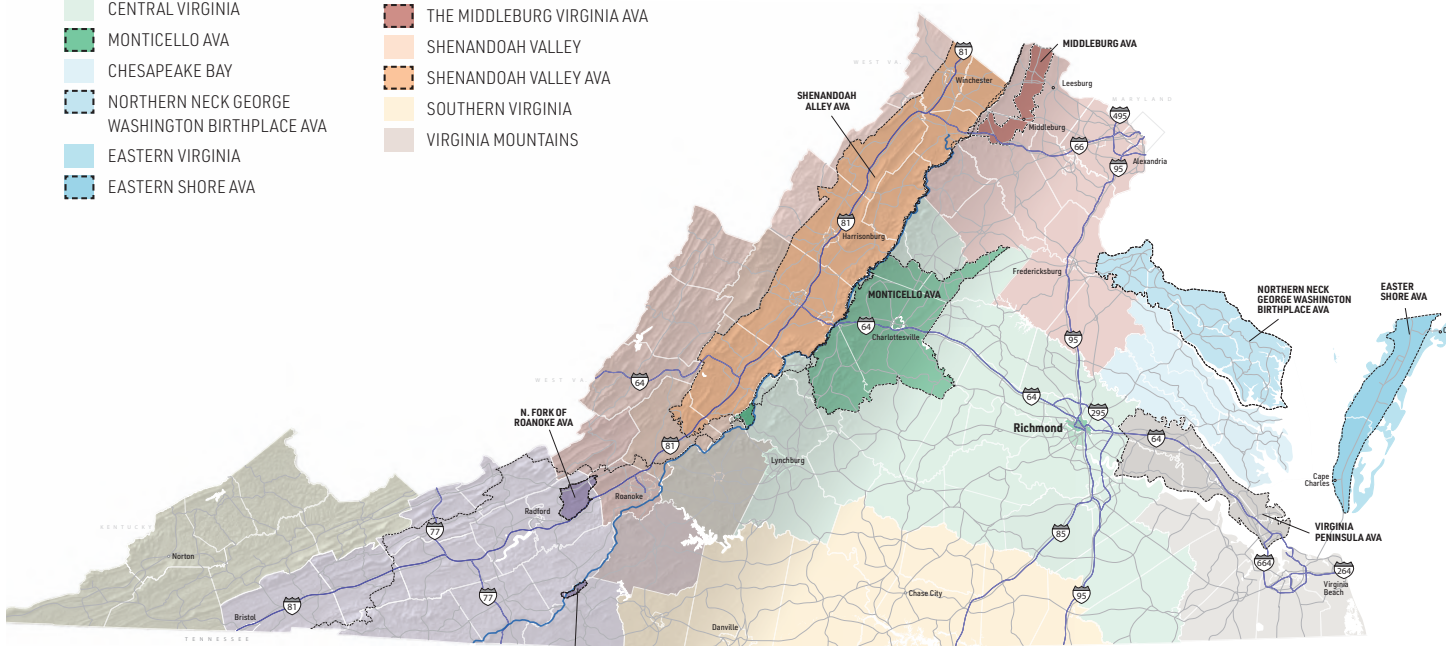 CENTRAL VIRGINIA
MONTICELLO AVA
CHESAPEAKE BAY
NORTHERN NECK GEORGE
WASHINGTON BIRTHPLACE AVA
EASTERN VIRGINIA
EASTERN SHORE AVA
THE MIDDLEBURG VIRGINIA AVA
SHENANDOAH VALLEY
SHENANDOAH VALLEY AVA
SOUTHERN VIRGINIA
VIRGINIA MOUNTAINS
81
MIDDLEBURG AVA
WEST VA.
Winchester
Leesburg
SHENANDOAH
ALLEY AVA
MARYLAND
495
Middleburg
66
Alexandria
95
81
Harrisonburg
Fredericksburg
MONTICELLO AVA
NORTHERN NECK
GEORGE WASHINGTON
BIRTHPLACE AVA
EASTER
SHORE AVA
64
Charlottesville
95
WEST VA.
64
64
295
N. FORK OF
ROANOKE AVA
Richmond
64
81
Lynchburg
Cape
Charles
Roanoke
Radford
KENTUCKY
77
85
VIRGINIA
PENINSULA AVA
Norton
664
264
Virginia
Beach
81
77
Chase City
95
Bristol
Danville
TENNESSEE